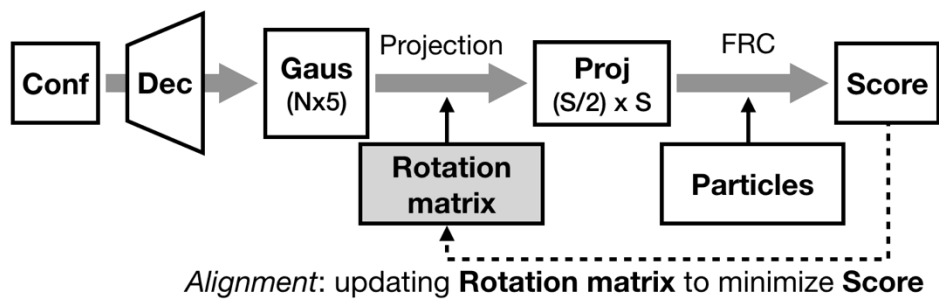 Conf
Dec
Gaus
(Nx5)
Projection
Proj
(S/2) x S
FRC
Score
Rotation
matrix
Particles
Alignment: updating Rotation matrix to minimize Score